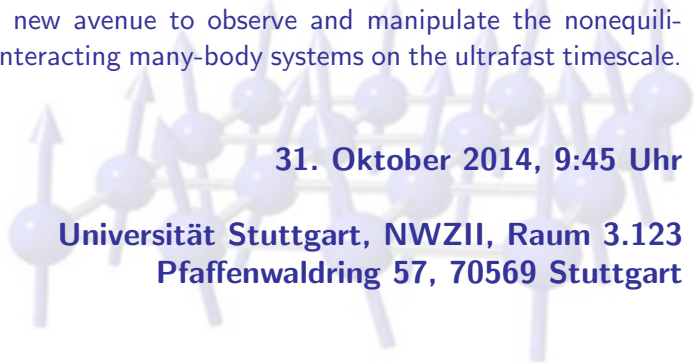 new avenue to observe and manipulate the nonequili-
nteracting many-body systems on the ultrafast timescale.
31. Oktober 2014, 9:45 Uhr
Universität Stuttgart, NWZII, Raum 3.123
Pfaffenwaldring 57, 70569 Stuttgart